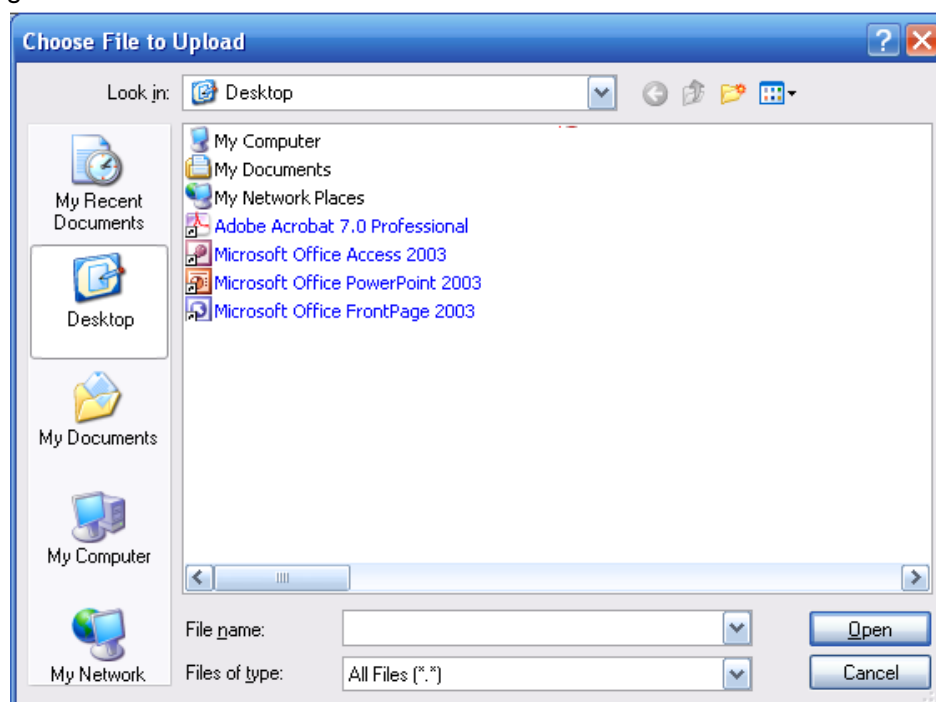 g
Choose File to Upload
Look in:
Desktop
My Recent
Documents
Desktop
My Documents
My Computer
My Network
My Computer
My Documents
My Network Places
Adobe Acrobat 7.0 Professional
Microsoft Office Access 2003
Microsoft Office PowerPoint 2003
Microsoft Office FrontPage 2003
File name:
Open
Files of type:
All Files (*.*)
Cancel